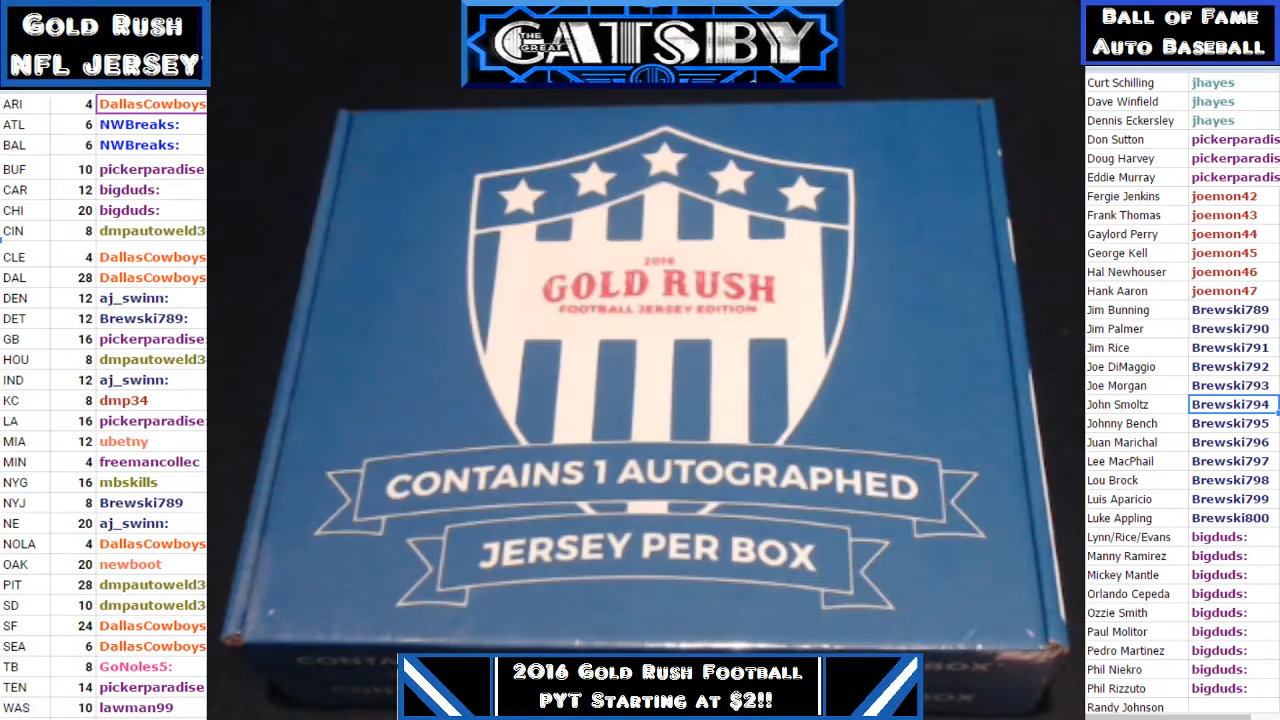 GOLD RUSH
NFL JERSEY
ARI 4 DallasCowboys
ATL 6 NWBreaks:
BAL 6 NWBreaks:
BUF 10 pickerparadise
CAR 12 bigduds:
CHI 20 bigduds:
CIN 8 dmpautoweld3
CLE 4 DallasCowboys
DAL 28 DallasCowboys
DEN 12 aj_swinn:
DET 12 Brewski789:
GB 16 pickerparadise:
HOU 8 dmpautoweld3
IND 12 aj_swinn:
KC 8 dmp34
LA 16 pickerparadise:
MIA 12 ubetny
MIN 4 freemancollec
NYG 16 mbskills
NYJ 8 Brewski789
NE 20 aj_swinn:
NOLA 4 DallasCowboys
OAK 20 newboot
PIT 28 dmpautoweld3
SD 10 dmpautoweld3
SF 24 DallasCowboys
SEA 6 DallasCowboys
TB 8 GoNoles5:
TEN 14 pickerparadise
WAS 10 lawman99
THE GREAT GATSBY
2016
GOLD RUSH
FOOTBALL JERSEY EDITION
CONTAINS 1 AUTOGRAPHED
JERSEY PER BOX
2016 GOLD RUSH FOOTBALL
PYT STARTING AT $2!!
BALL OF FAME
AUTO BASEBALL
Curt Schilling jhayes
Dave Winfield jhayes
Dennis Eckersley jhayes
Don Sutton pickerparadis
Doug Harvey pickerparadis
Eddie Murray pickerparadis
Fergie Jenkins joemon42
Frank Thomas joemon43
Gaylord Perry joemon44
George Kell joemon45
Hal Newhouser joemon46
Hank Aaron joemon47
Jim Bunning Brewski789
Jim Palmer Brewski790
Jim Rice Brewski791
Joe DiMaggio Brewski792
Joe Morgan Brewski793
John Smoltz Brewski794
Johnny Bench Brewski795
Juan Marichal Brewski796
Lee MacPhail Brewski797
Lou Brock Brewski798
Luis Aparicio Brewski799
Luke Appling Brewski800
Lynn/Rice/Evans bigduds:
Manny Ramirez bigduds:
Mickey Mantle bigduds:
Orlando Cepeda bigduds:
Ozzie Smith bigduds:
Paul Molitor bigduds:
Pedro Martinez bigduds:
Phil Niekro bigduds:
Phil Rizzuto bigduds:
Randy Johnson